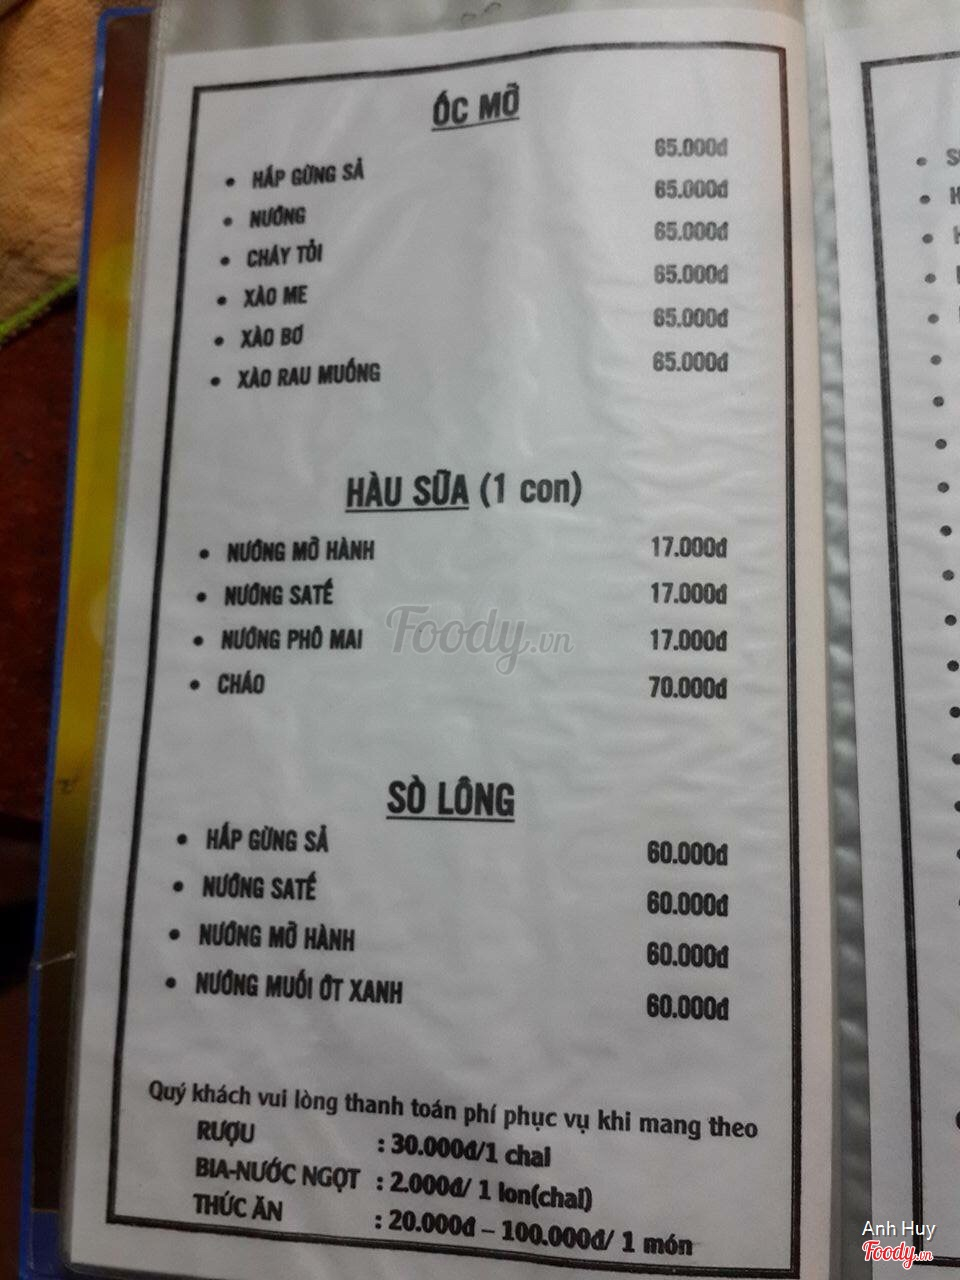 ỐC MỠ
• HẤP GỪNG SẢ 65.000đ
• NƯỚNG 65.000đ
• CHÁY TỎI 65.000đ
• XÀO ME 65.000đ
• XÀO BƠ 65.000đ
• XÀO RAU MUỐNG 65.000đ
HÀU SỮA (1 con)
• NƯỚNG MỠ HÀNH 17.000đ
• NƯỚNG SATẾ 17.000đ
• NƯỚNG PHÔ MAI 17.000đ
• CHÁO 70.000đ
Foody.vn
SÒ LÔNG
• HẤP GỪNG SẢ 60.000đ
• NƯỚNG SATẾ 60.000đ
• NƯỚNG MỠ HÀNH 60.000đ
• NƯỚNG MUỐI ỚT XANH 60.000đ
Quý khách vui lòng thanh toán phí phục vụ khi mang theo
RƯỢU : 30.000đ/1 chai
BIA-NƯỚC NGỌT : 2.000đ/ 1 lon(chai)
THỨC ĂN : 20.000đ – 100.000đ/ 1 món
Anh Huy
Foody.vn